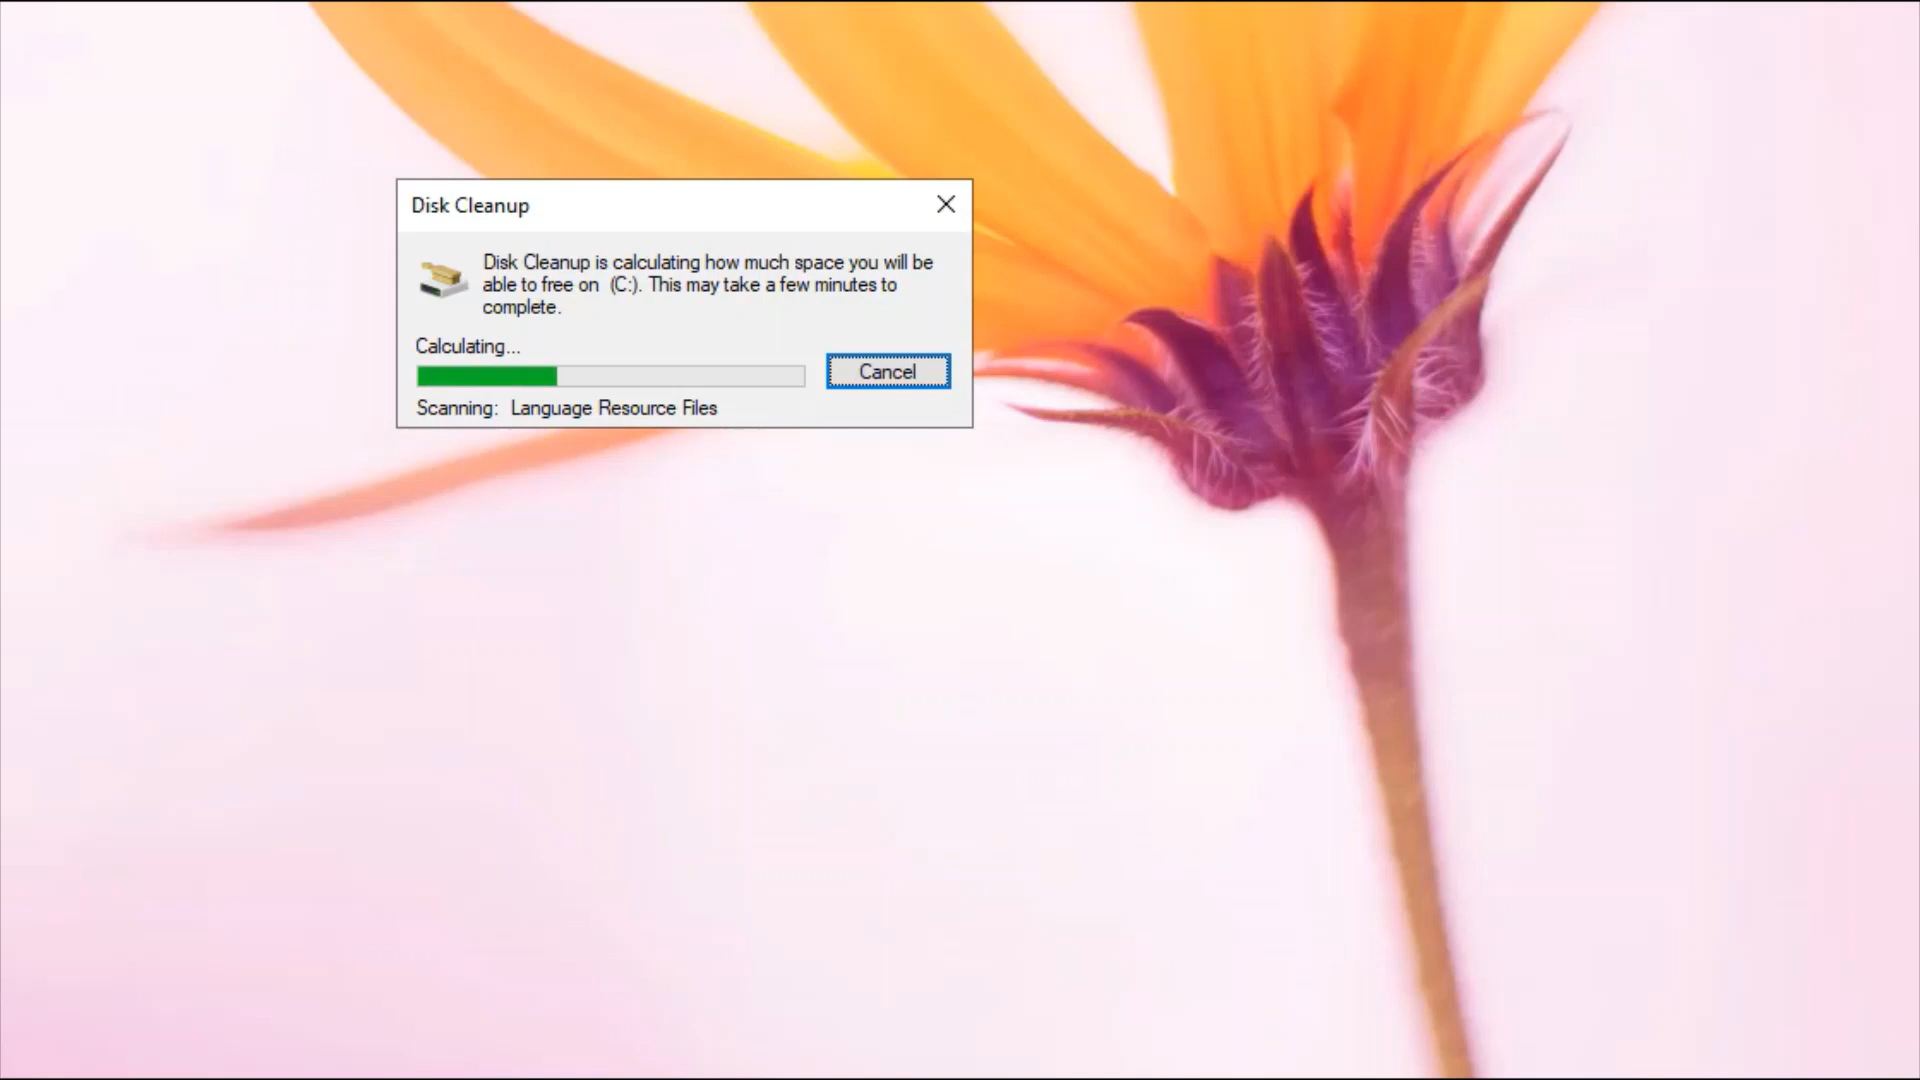 Disk Cleanup
Disk Cleanup is calculating how much space you will be
able to free on  (C:). This may take a few minutes to
complete.
Calculating...
Cancel
Scanning:  Language Resource Files